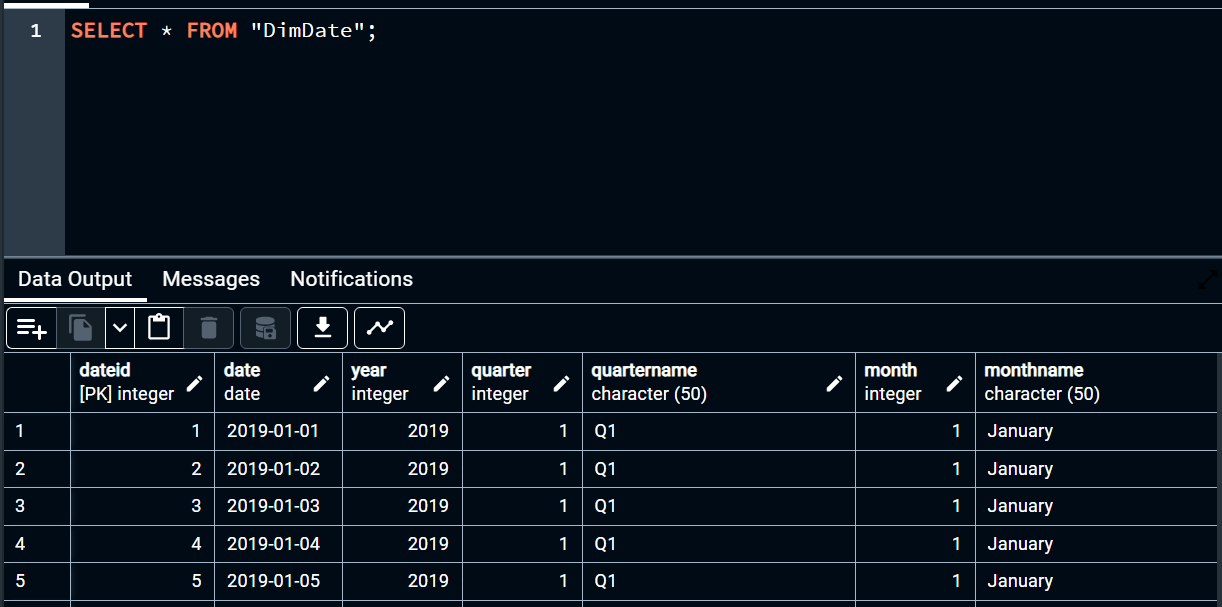 1 SELECT * FROM "DimDate";
Data Output Messages Notifications
dateid date year quarter quartername month monthname
[PK] integer date integer integer character (50) integer character (50)
1 1 2019-01-01 2019 1 Q1 1 January
2 2 2019-01-02 2019 1 Q1 1 January
3 3 2019-01-03 2019 1 Q1 1 January
4 4 2019-01-04 2019 1 Q1 1 January
5 5 2019-01-05 2019 1 Q1 1 January